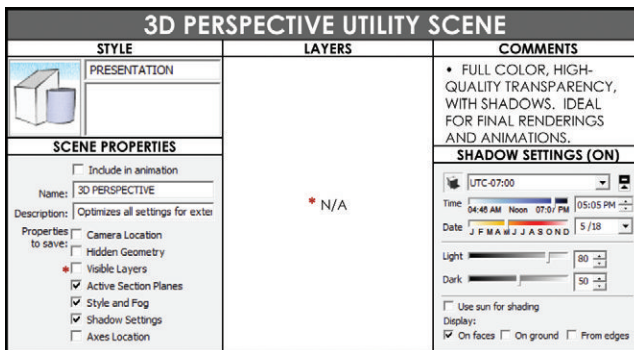 3D PERSPECTIVE UTILITY SCENE
STYLE
PRESENTATION
SCENE PROPERTIES
Include in animation
Name: 3D PERSPECTIVE
Description: Optimizes all settings for exter
Properties to save:
Camera Location
Hidden Geometry
* Visible Layers
Active Section Planes
Style and Fog
Shadow Settings
Axes Location
LAYERS
* N/A
COMMENTS
• FULL COLOR, HIGH-
QUALITY TRANSPARENCY,
WITH SHADOWS. IDEAL
FOR FINAL RENDERINGS
AND ANIMATIONS.
SHADOW SETTINGS (ON)
UTC-07:00
Time 04:46 AM Noon 07:07 PM 05:05 PM
Date J F M A M J J A S O N D 5/18
Light 80
Dark 50
Use sun for shading
Display:
On faces On ground From edges